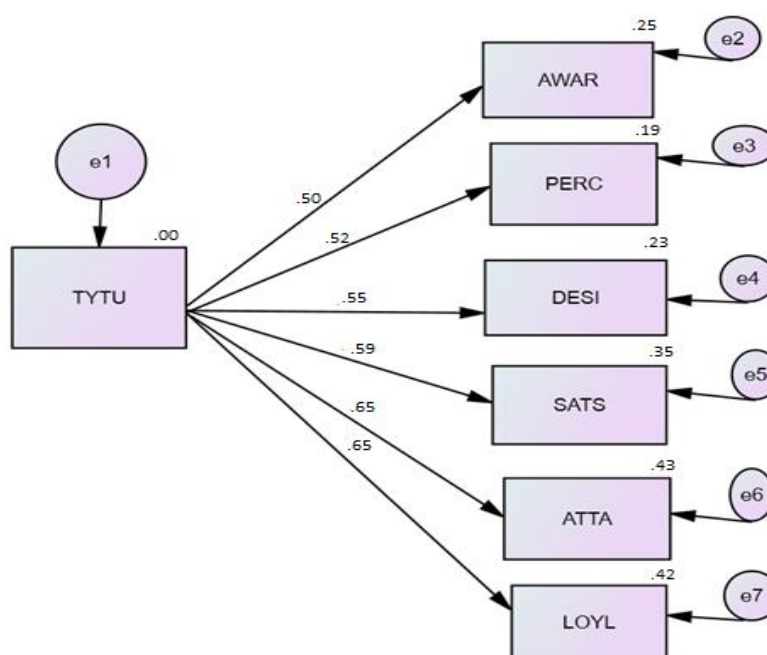 .25
e2
AWAR
.19
e3
e1
PERC
.50
.00
.52
.23
TYTU
.55
DESI
e4
.59
.35
SATS
e5
.65
.65
.43
ATTA
e6
.42
LOYL
e7